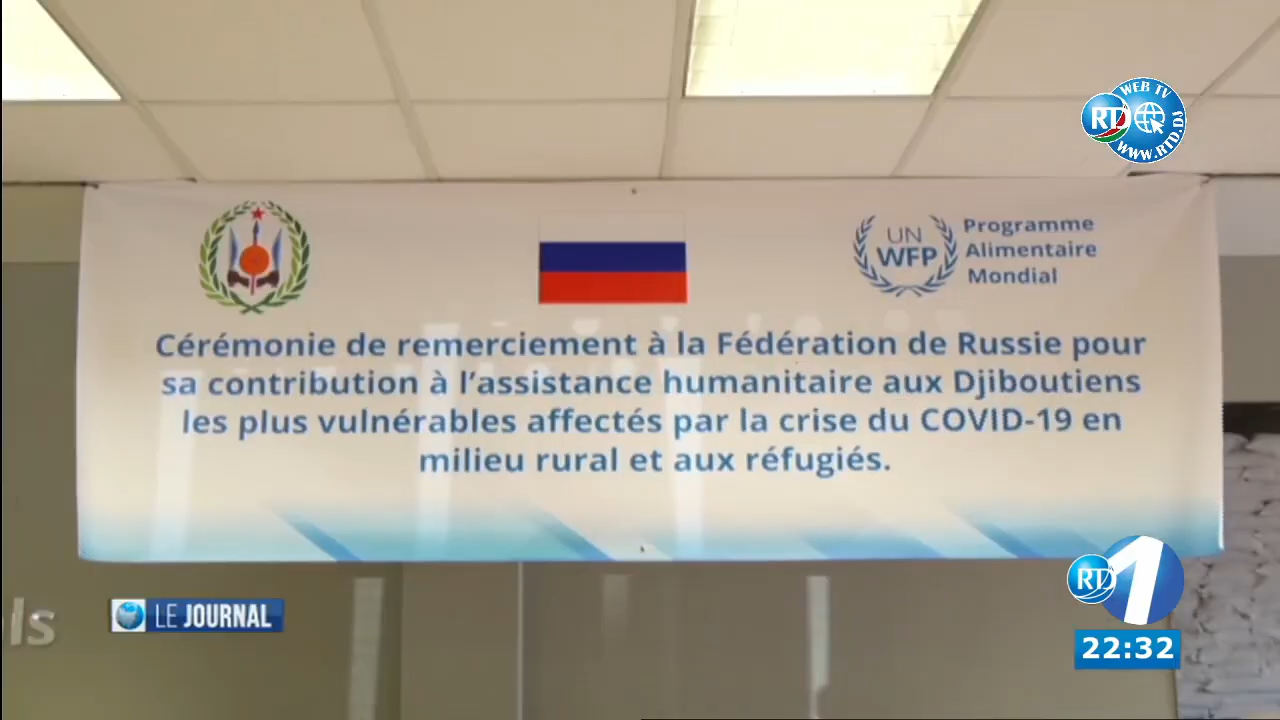 WEB TV
RTD
WWW.RTD.DJ
UN
WFP
Programme
Alimentaire
Mondial
Cérémonie de remerciement à la Fédération de Russie pour
sa contribution à l'assistance humanitaire aux Djiboutiens
les plus vulnérables affectés par la crise du COVID-19 en
milieu rural et aux réfugiés.
ls
LE JOURNAL
RTD
1
22:32